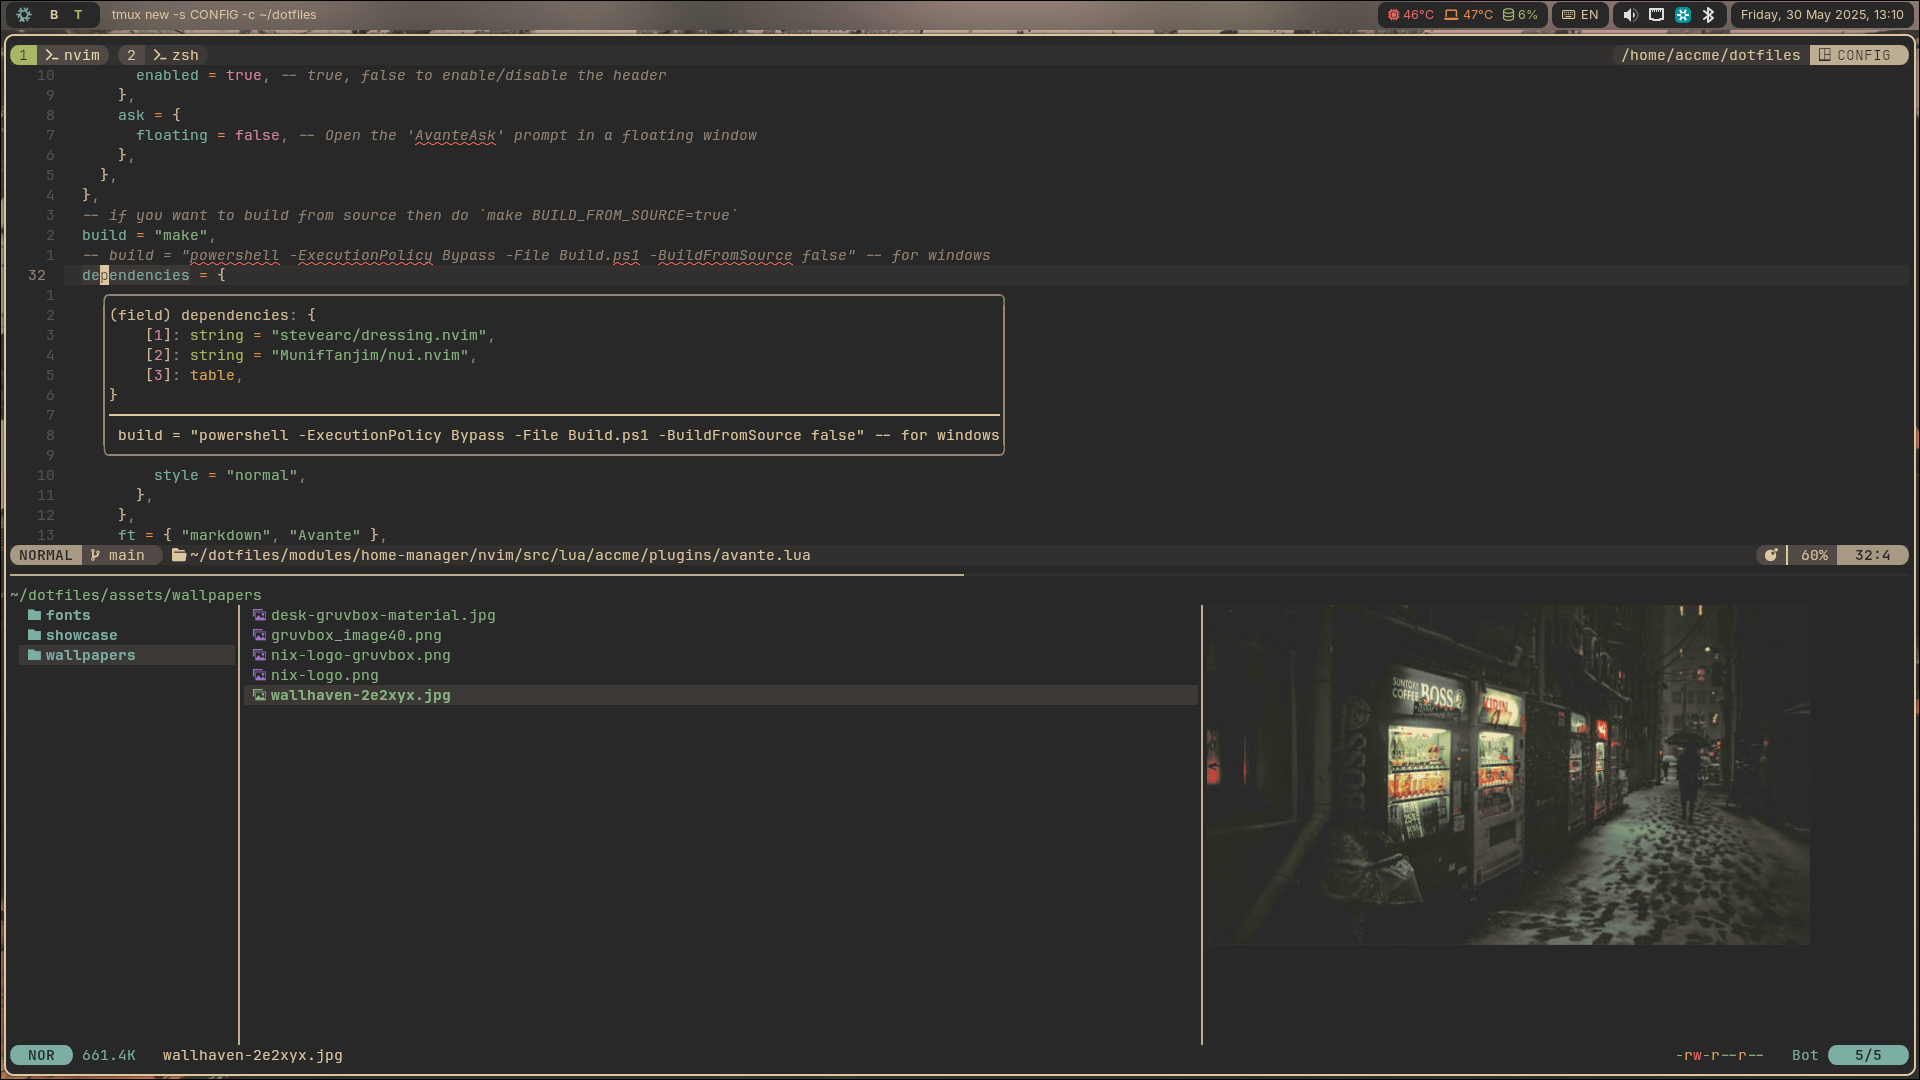 B T tmux new -s CONFIG -c ~/dotfiles 46°C 47°C 6% EN Friday, 30 May 2025, 13:10
1 nvim 2 zsh /home/accme/dotfiles CONFIG
10 enabled = true, -- true, false to enable/disable the header
9 },
8 ask = {
7 floating = false, -- Open the 'AvanteAsk' prompt in a floating window
6 },
5 },
4 },
3 -- if you want to build from source then do `make BUILD_FROM_SOURCE=true`
2 build = "make",
1 -- build = "powershell -ExecutionPolicy Bypass -File Build.ps1 -BuildFromSource false" -- for windows
32 dependencies = {
1
2 (field) dependencies: {
3 [1]: string = "stevearc/dressing.nvim",
4 [2]: string = "MunifTanjim/nui.nvim",
5 [3]: table,
6 }
7
8 build = "powershell -ExecutionPolicy Bypass -File Build.ps1 -BuildFromSource false" -- for windows
9
10 style = "normal",
11 },
12 },
13 ft = { "markdown", "Avante" },
NORMAL main ~/dotfiles/modules/home-manager/nvim/src/lua/accme/plugins/avante.lua 60% 32:4
~/dotfiles/assets/wallpapers
fonts desk-gruvbox-material.jpg
showcase gruvbox_image40.png
wallpapers nix-logo-gruvbox.png
nix-logo.png
wallhaven-2e2xyx.jpg
SUNTORY
COFFEE BOSS
KIRIN
BOSS
NOR 661.4K wallhaven-2e2xyx.jpg -rw-r--r-- Bot 5/5